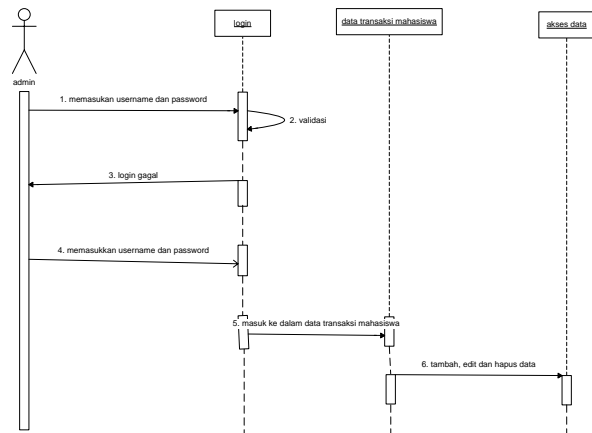 login
data transaksi mahasiswa
akses data
admin
1. memasukan username dan password
2. validasi
3. login gagal
4. memasukkan username dan password
5. masuk ke dalam data transaksi mahasiswa
6. tambah, edit dan hapus data